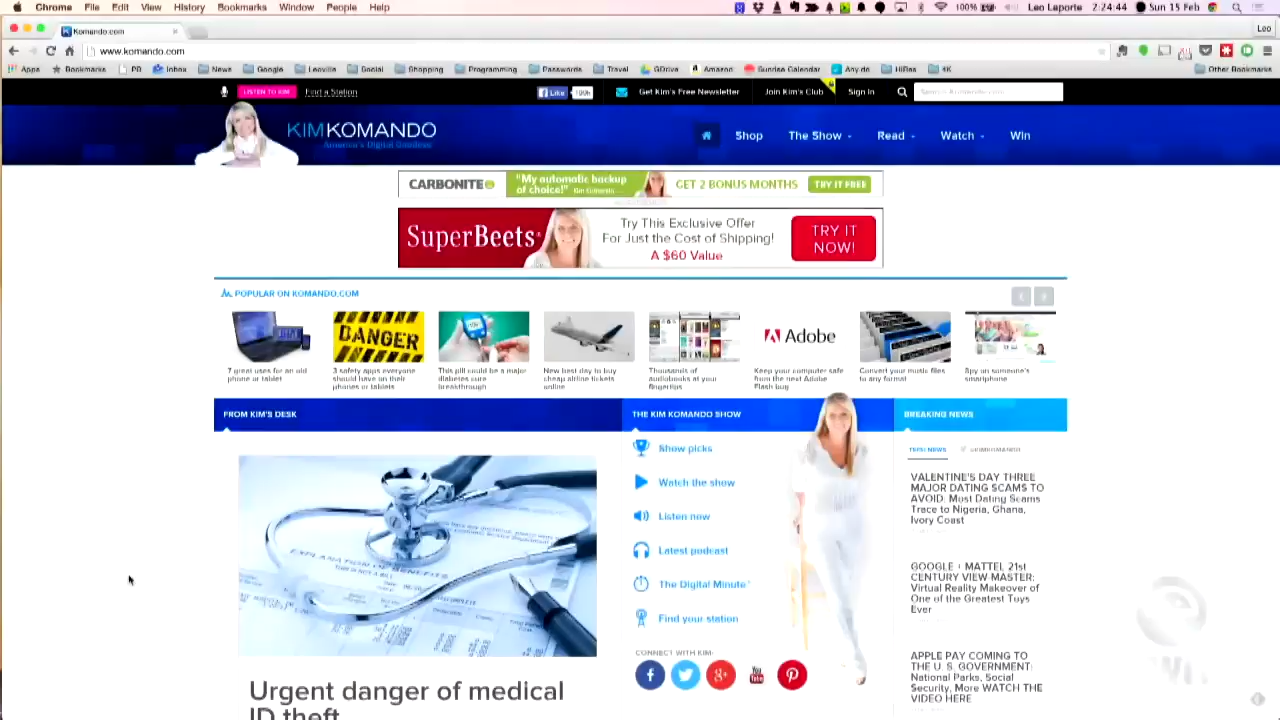 Chrome File Edit View History Bookmarks Window People Help 100% Leo Laporte 2:24:44 Sun 15 Feb
Komando.com Leo
www.komando.com
Apps Bookmarks PB Inbox News Google Leoville Social Shopping Programming Passwords Travel GDrive Amazon Sunrise Calendar Any.do HiRes 4K Other Bookmarks
LISTEN TO KIM Find a Station Like 190k Get Kim's Free Newsletter Join Kim's Club Sign In Search Komando.com
KIMKOMANDO
America's Digital Goddess
Shop The Show Read Watch Win
CARBONITE "My automatic backup of choice!" Kim Komando GET 2 BONUS MONTHS TRY IT FREE
SuperBeets
Try This Exclusive Offer
For Just the Cost of Shipping!
A $60 Value
TRY IT
NOW!
POPULAR ON KOMANDO.COM
DANGER
Adobe
7 great uses for an old
phone or tablet
3 safety apps everyone
should have on their
phones or tablets
This pill could be a major
diabetes cure
breakthrough
New best day to buy
cheap airline tickets
online
Thousands of
audiobooks at your
fingertips
Keep your computer safe
from the next Adobe
Flash bug
Convert your music files
to any format
Spy on someone's
smartphone
FROM KIM'S DESK
THE KIM KOMANDO SHOW
BREAKING NEWS
Urgent danger of medical
ID theft
Show picks
Watch the show
Listen now
Latest podcast
The Digital Minute
Find your station
CONNECT WITH KIM:
TECH NEWS @KIMKOMANDO
VALENTINE'S DAY THREE
MAJOR DATING SCAMS TO
AVOID: Most Dating Scams
Trace to Nigeria, Ghana,
Ivory Coast
GOOGLE + MATTEL 21st
CENTURY VIEW-MASTER:
Virtual Reality Makeover of
One of the Greatest Toys
Ever
APPLE PAY COMING TO
THE U. S. GOVERNMENT:
National Parks, Social
Security, More WATCH THE
VIDEO HERE